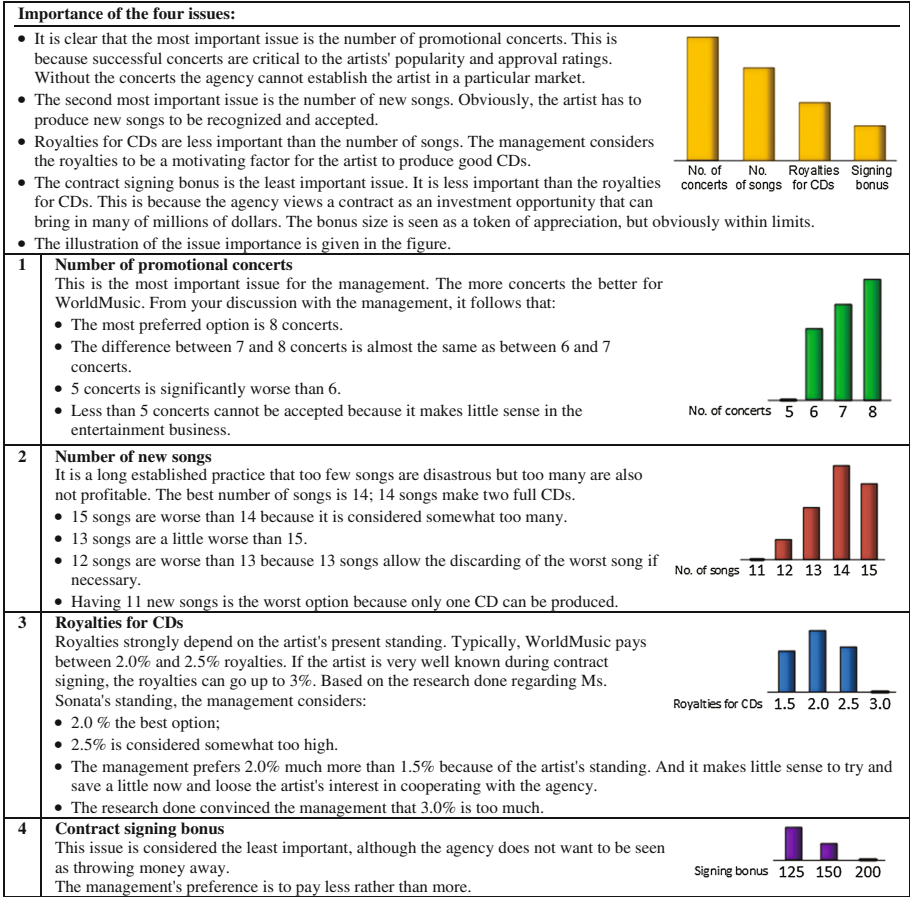 Importance of the four issues:
• It is clear that the most important issue is the number of promotional concerts. This is
because successful concerts are critical to the artists' popularity and approval ratings.
Without the concerts the agency cannot establish the artist in a particular market.
• The second most important issue is the number of new songs. Obviously, the artist has to
produce new songs to be recognized and accepted.
• Royalties for CDs are less important than the number of songs. The management considers
the royalties to be a motivating factor for the artist to produce good CDs.
• The contract signing bonus is the least important issue. It is less important than the royalties
for CDs. This is because the agency views a contract as an investment opportunity that can
bring in many of millions of dollars. The bonus size is seen as a token of appreciation, but obviously within limits.
• The illustration of the issue importance is given in the figure.
No. of No. Royalties Signing
concerts of songs for CDs bonus
1 Number of promotional concerts
This is the most important issue for the management. The more concerts the better for
WorldMusic. From your discussion with the management, it follows that:
• The most preferred option is 8 concerts.
• The difference between 7 and 8 concerts is almost the same as between 6 and 7
concerts.
• 5 concerts is significantly worse than 6.
• Less than 5 concerts cannot be accepted because it makes little sense in the
entertainment business.
No. of concerts 5 6 7 8
2 Number of new songs
It is a long established practice that too few songs are disastrous but too many are also
not profitable. The best number of songs is 14; 14 songs make two full CDs.
• 15 songs are worse than 14 because it is considered somewhat too many.
• 13 songs are a little worse than 15.
• 12 songs are worse than 13 because 13 songs allow the discarding of the worst song if
necessary.
• Having 11 new songs is the worst option because only one CD can be produced.
No. of songs 11 12 13 14 15
3 Royalties for CDs
Royalties strongly depend on the artist's present standing. Typically, WorldMusic pays
between 2.0% and 2.5% royalties. If the artist is very well known during contract
signing, the royalties can go up to 3%. Based on the research done regarding Ms.
Sonata's standing, the management considers:
• 2.0 % the best option;
• 2.5% is considered somewhat too high.
• The management prefers 2.0% much more than 1.5% because of the artist's standing. And it makes little sense to try and
save a little now and loose the artist's interest in cooperating with the agency.
• The research done convinced the management that 3.0% is too much.
Royalties for CDs 1.5 2.0 2.5 3.0
4 Contract signing bonus
This issue is considered the least important, although the agency does not want to be seen
as throwing money away.
The management's preference is to pay less rather than more.
Signing bonus 125 150 200